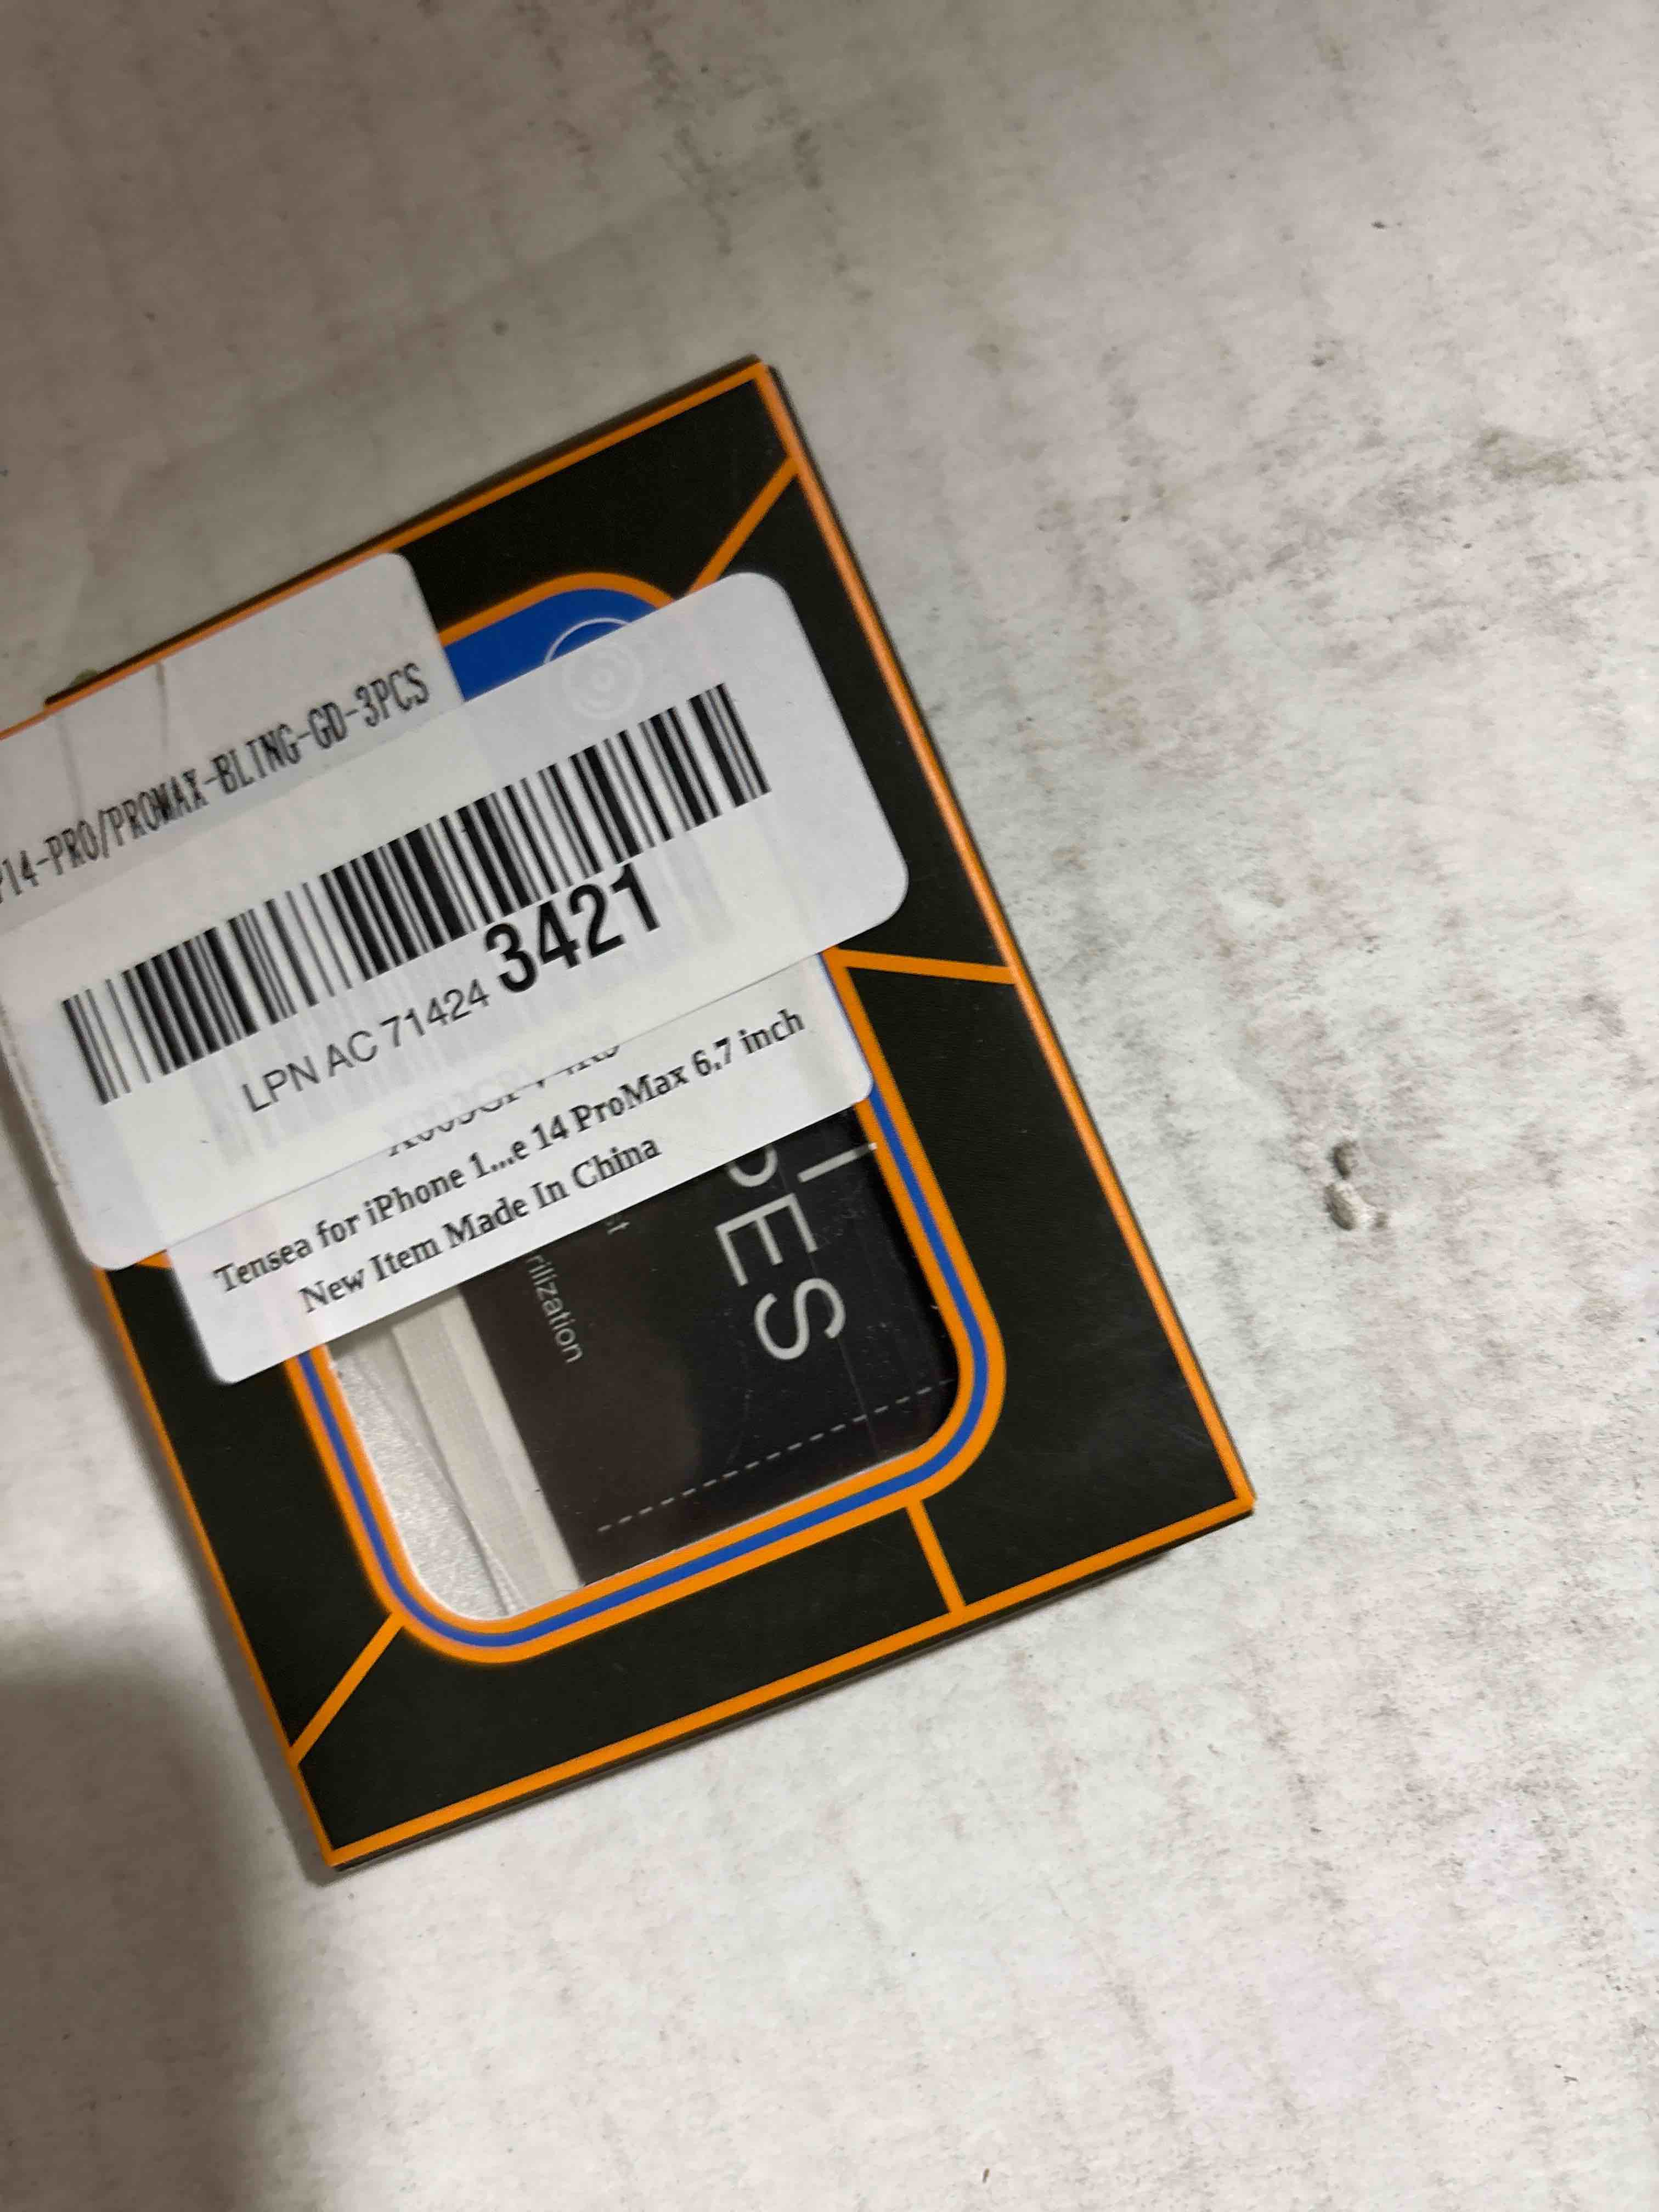 14-PRO/PROMAX-BLING-GD-3PCS
LPN AC 71424 3421
Tensea for iPhone 1...e 14 ProMax 6.7 inch
New Item Made In China